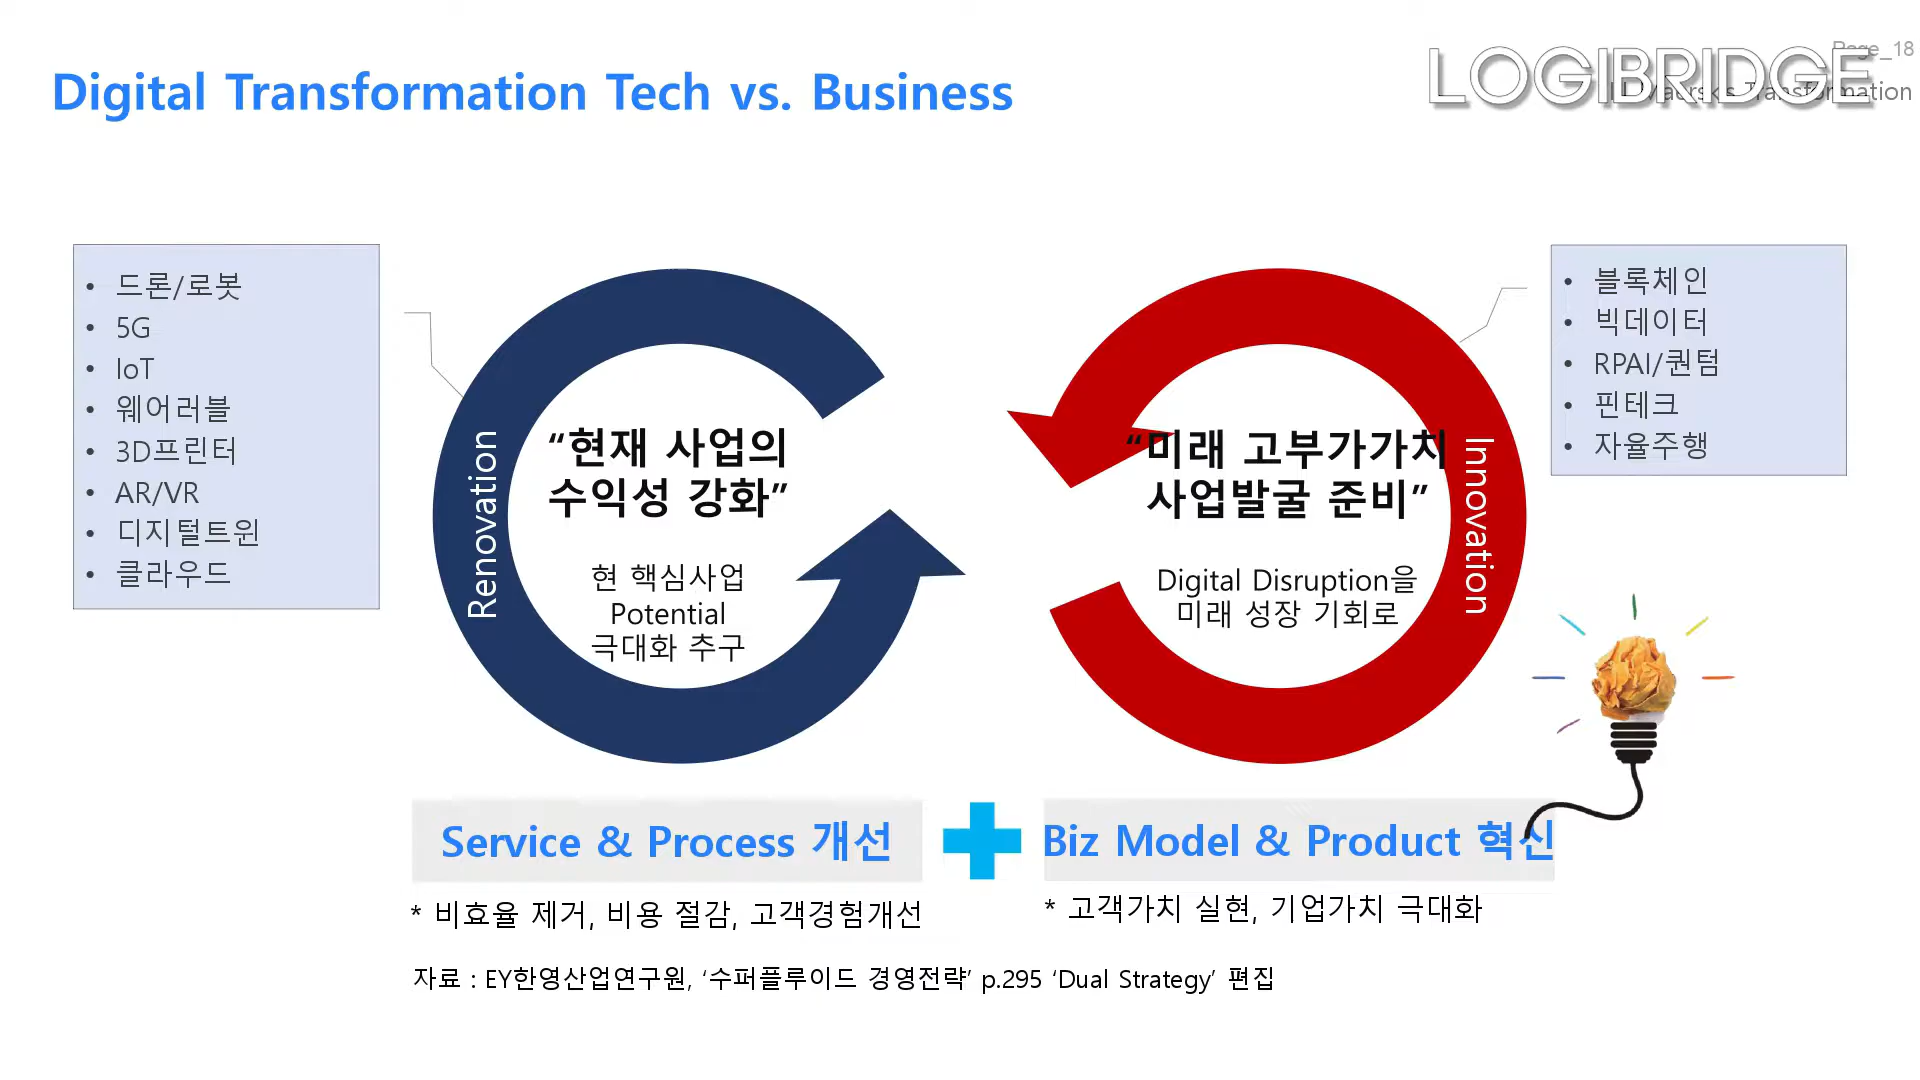 Digital Transformation Tech vs. Business
LOGIBRIDGE
Page_18
Transformation
• 드론/로봇
• 5G
• IoT
• 웨어러블
• 3D프린터
• AR/VR
• 디지털트윈
• 클라우드
Renovation
“현재 사업의
수익성 강화”
현 핵심사업
Potential
극대화 추구
“미래 고부가가치
사업발굴 준비”
Digital Disruption을
미래 성장 기회로
Innovation
• 블록체인
• 빅데이터
• RPAI/퀀텀
• 핀테크
• 자율주행
Service & Process 개선
Biz Model & Product 혁신
* 비효율 제거, 비용 절감, 고객경험개선
* 고객가치 실현, 기업가치 극대화
자료 : EY한영산업연구원, ‘수퍼플루이드 경영전략’ p.295 ‘Dual Strategy’ 편집